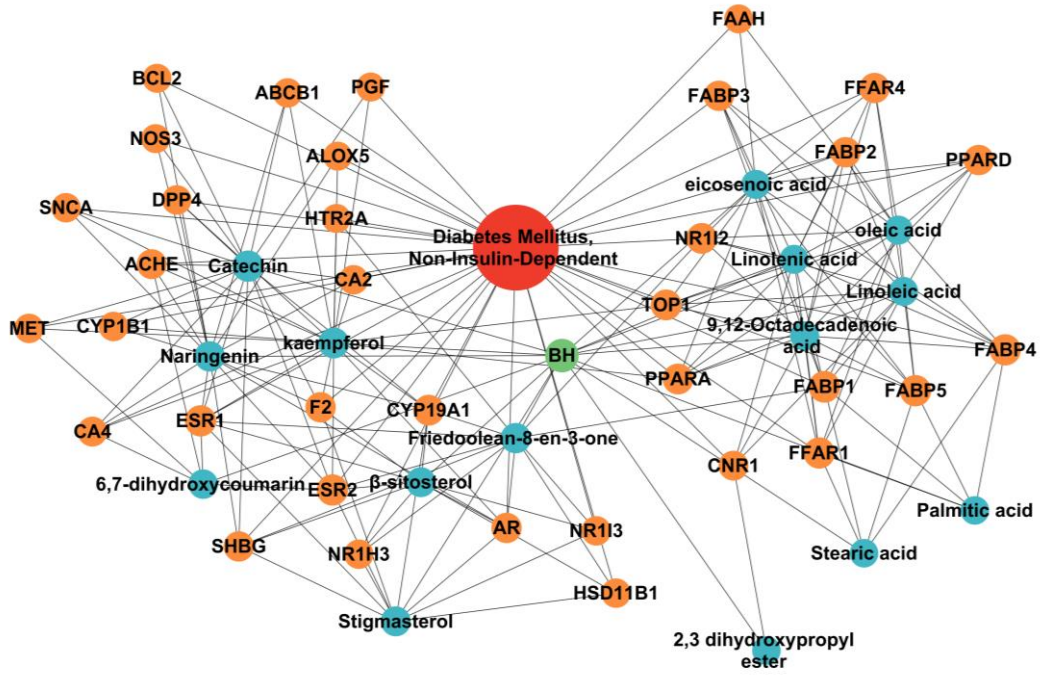 FAAH
BCL2
ABCB1
PGF
FABP3
FFAR4
NOS3
ALOX5
FABP2
PPARD
eicosenoic acid
SNCA
DPP4
HTR2A
Diabetes Mellitus,
Non-Insulin-Dependent
NR1I2
oleic acid
ACHE
Catechin
CA2
Linolenic acid
Linoleic acid
TOP1
MET
CYP1B1
Naringenin
kaempferol
9,12-Octadecadenoic
acid
BH
FABP4
PPARA
FABP1
FABP5
CA4
ESR1
F2
CYP19A1
Friedoolean-8-en-3-one
CNR1
FFAR1
6,7-dihydroxycoumarin
ESR2
β-sitosterol
Palmitic acid
SHBG
NR1H3
AR
NR1I3
Stearic acid
HSD11B1
Stigmasterol
2,3 dihydroxypropyl
ester